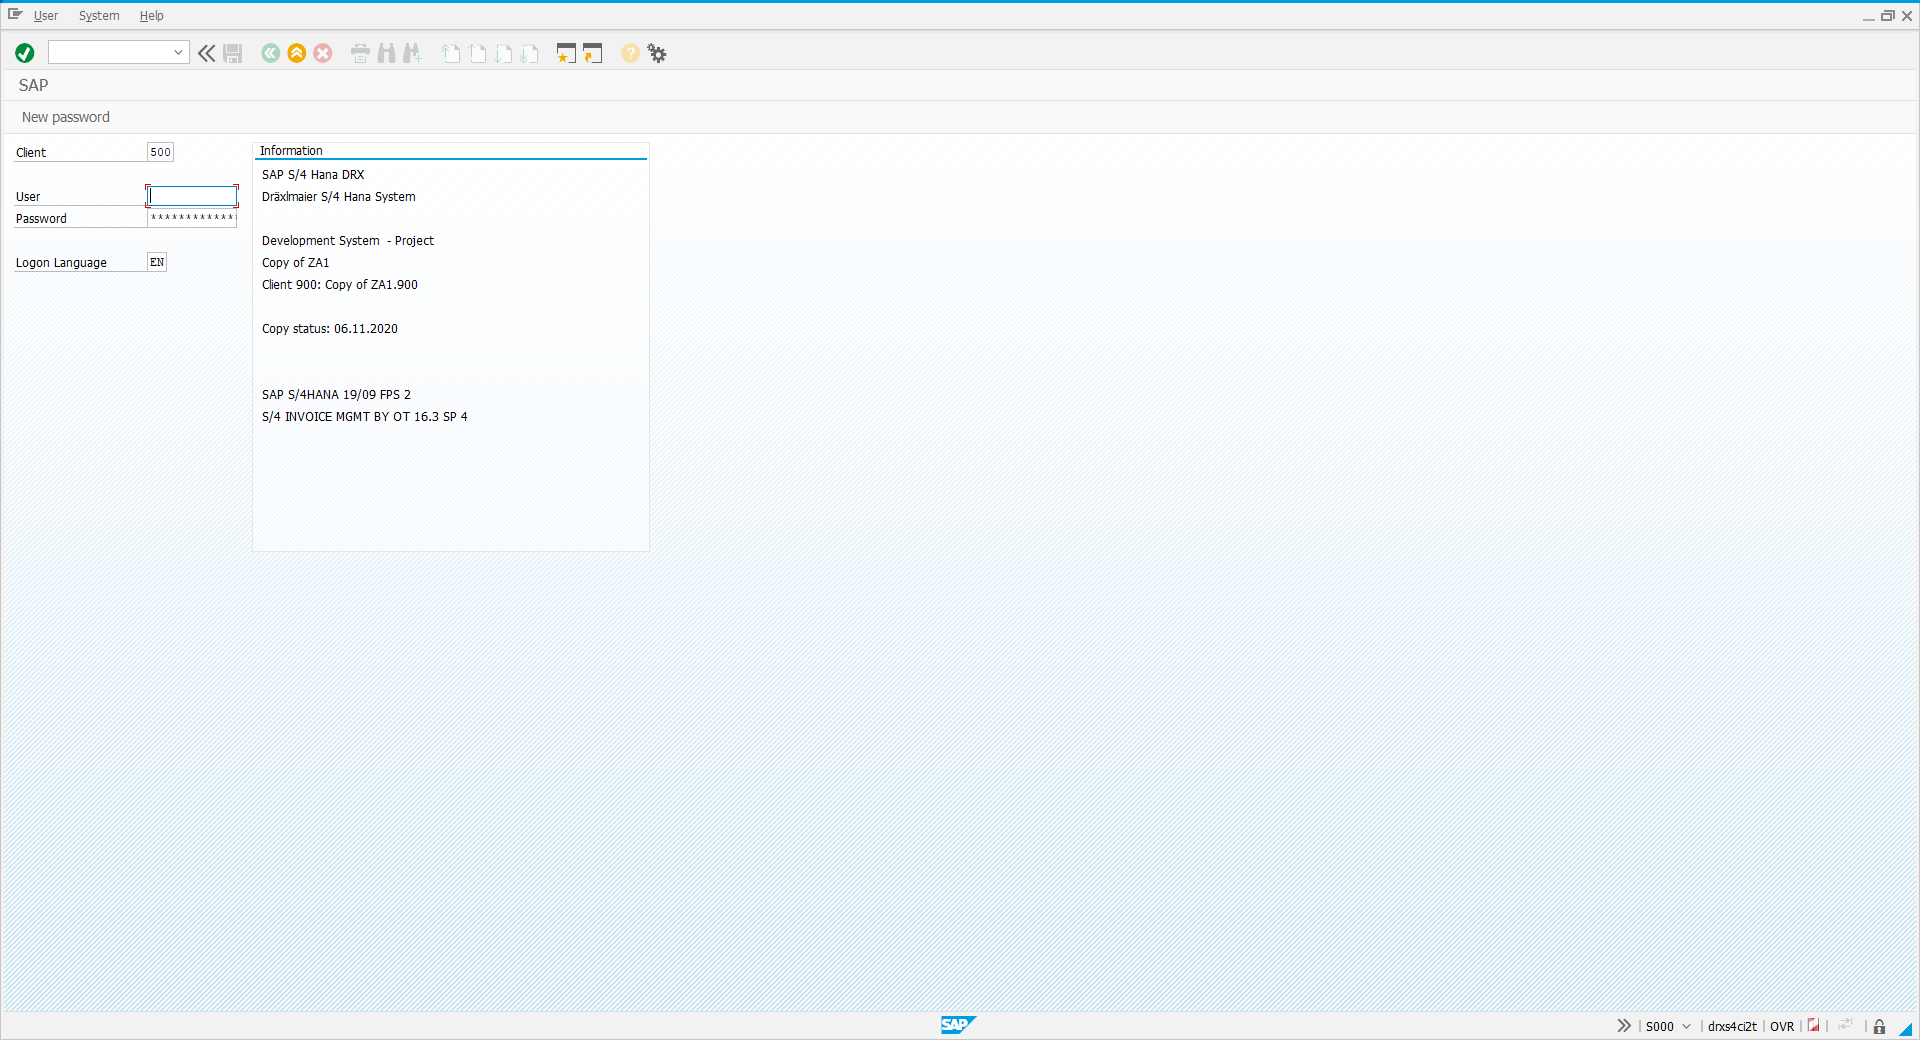 User System Help
SAP
New password
Client 500
User
Password ************
Logon Language EN
Information
SAP S/4 Hana DRX
Dräxlmaier S/4 Hana System
Development System - Project
Copy of ZA1
Client 900: Copy of ZA1.900
Copy status: 06.11.2020
SAP S/4HANA 19/09 FPS 2
S/4 INVOICE MGMT BY OT 16.3 SP 4
SAP
S000 drxs4ci2t OVR